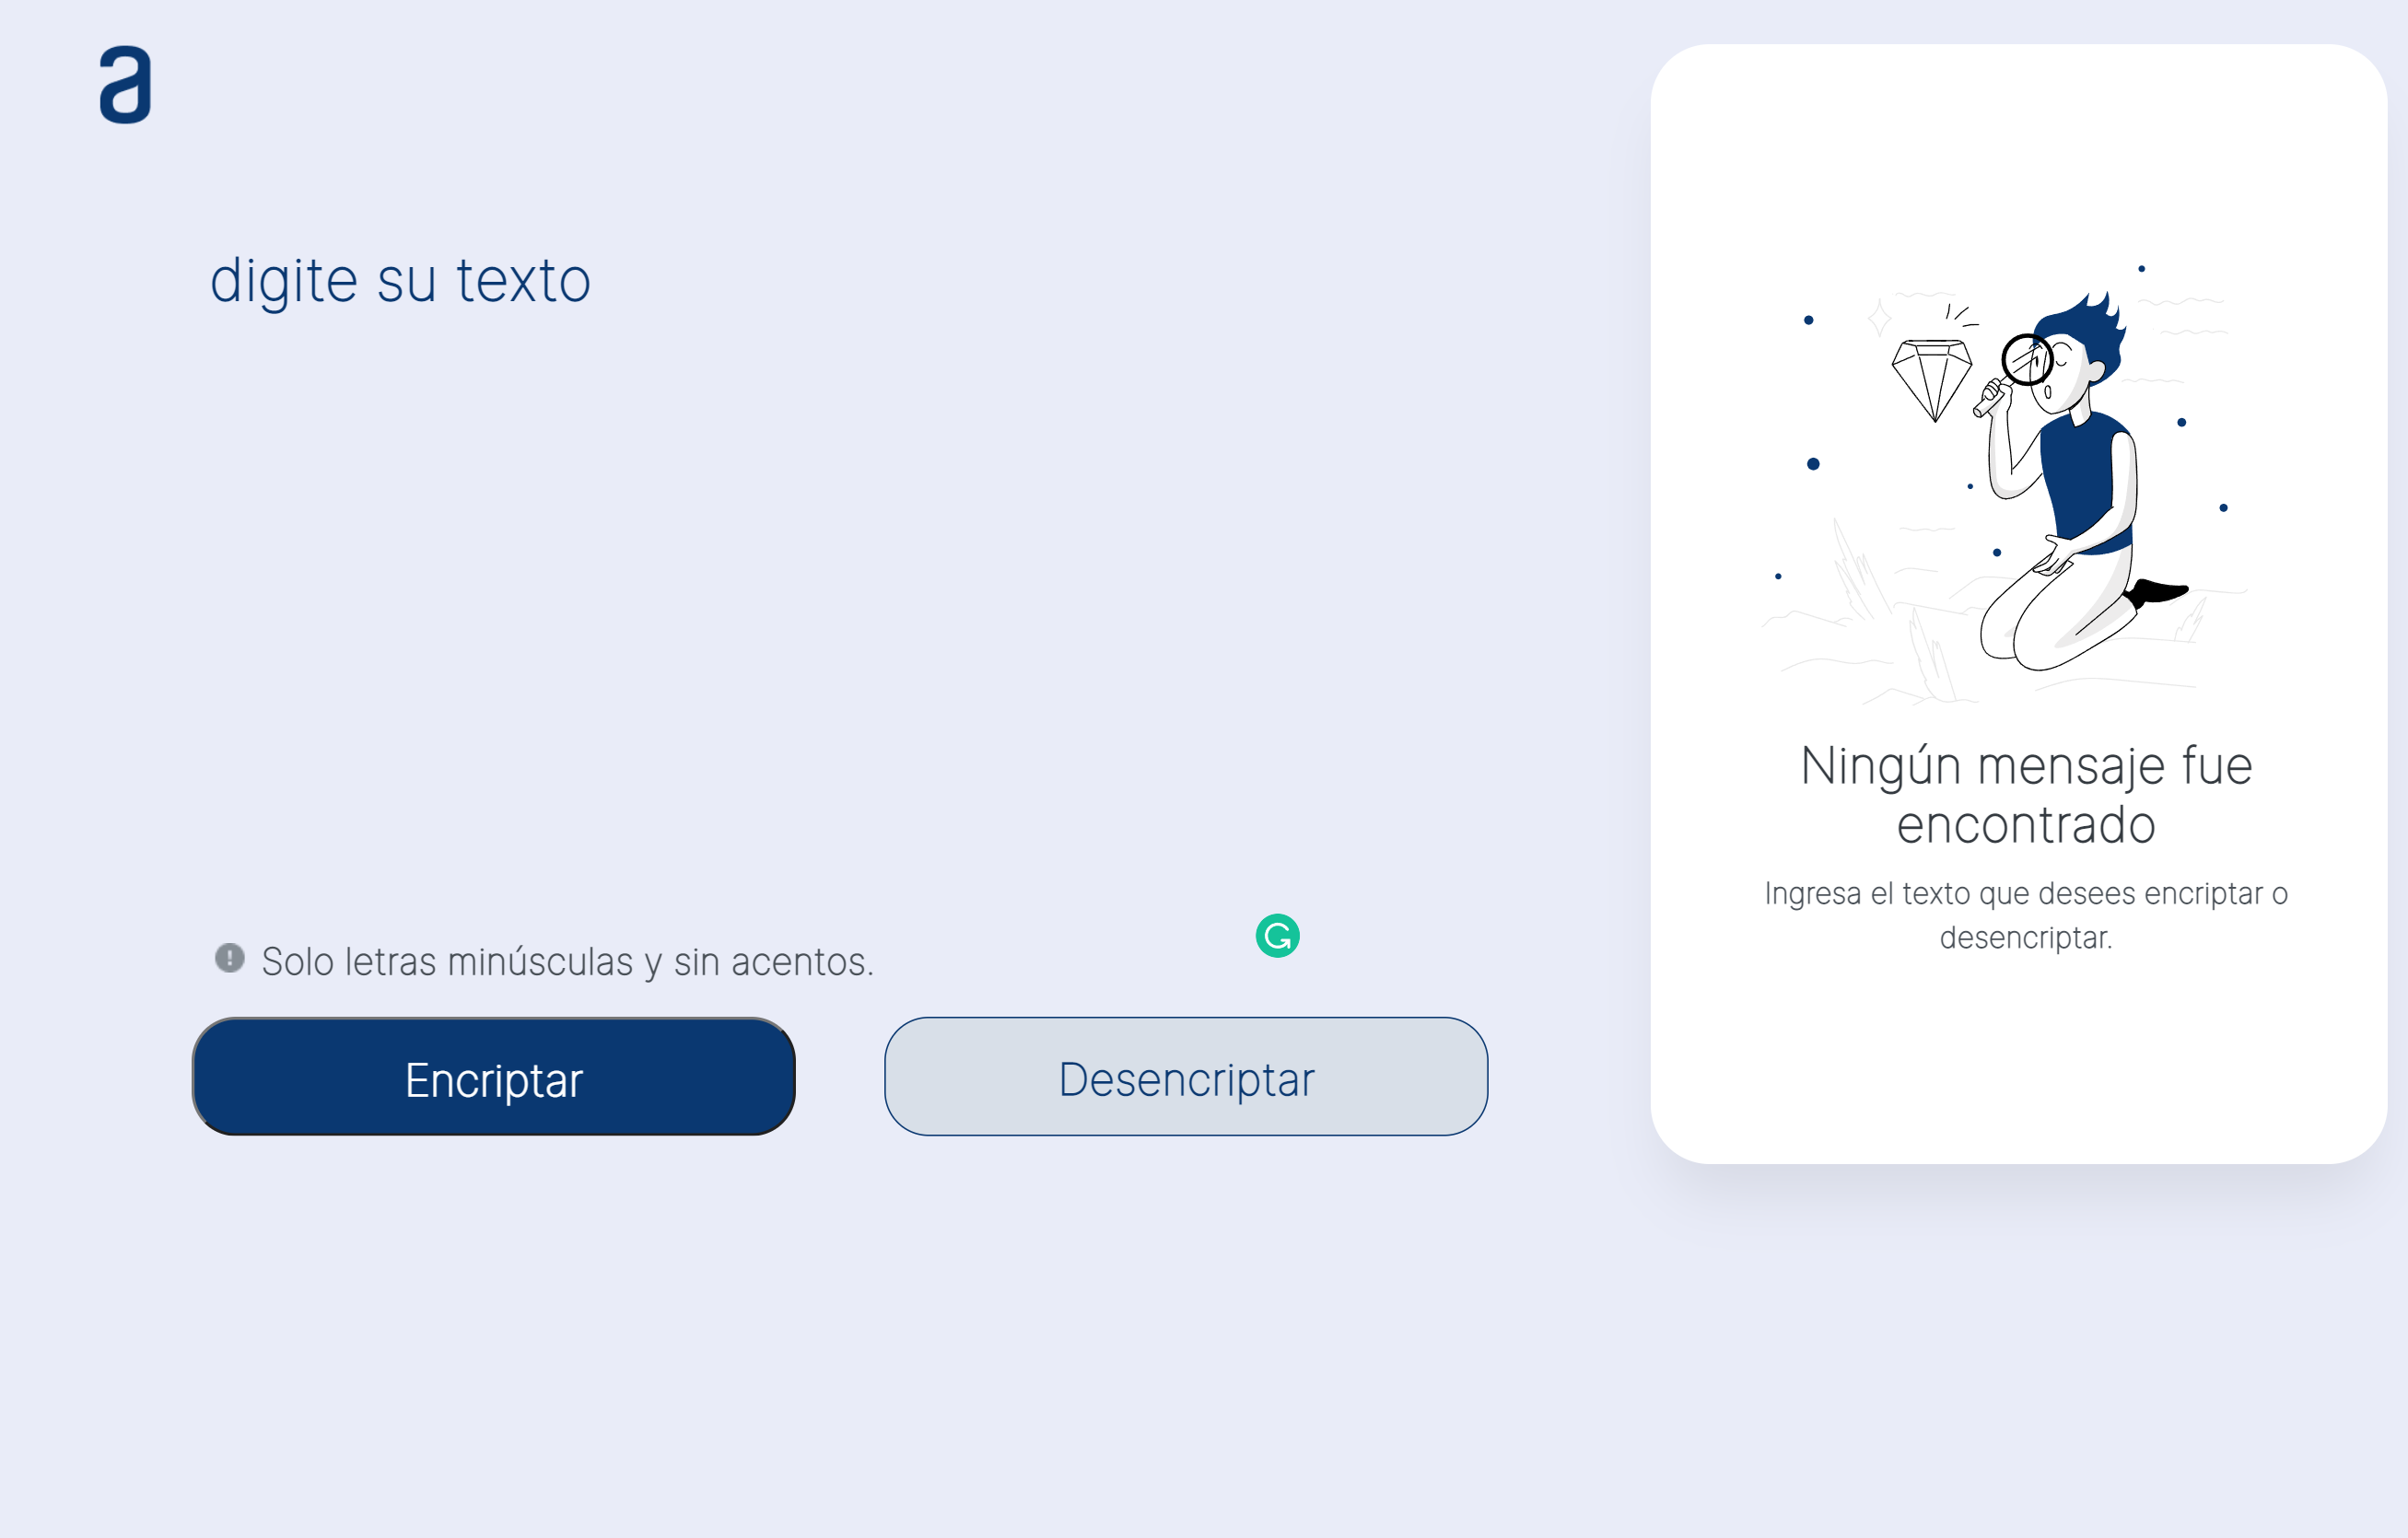 a
digite su texto
Solo letras minúsculas y sin acentos.
Encriptar
Desencriptar
Ningún mensaje fue
encontrado
Ingresa el texto que desees encriptar o
desencriptar.